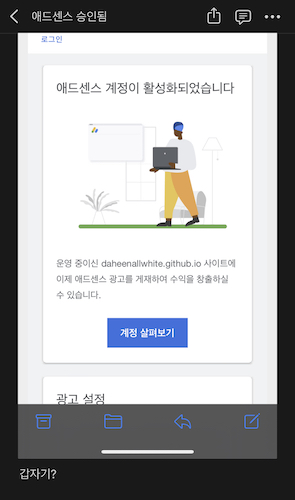 애드센스 승인됨
로그인
애드센스 계정이 활성화되었습니다
운영 중이신 daheenallwhite.github.io 사이트에
이제 애드센스 광고를 게재하여 수익을 창출하실
수 있습니다.
계정 살펴보기
광고 설정
갑자기?